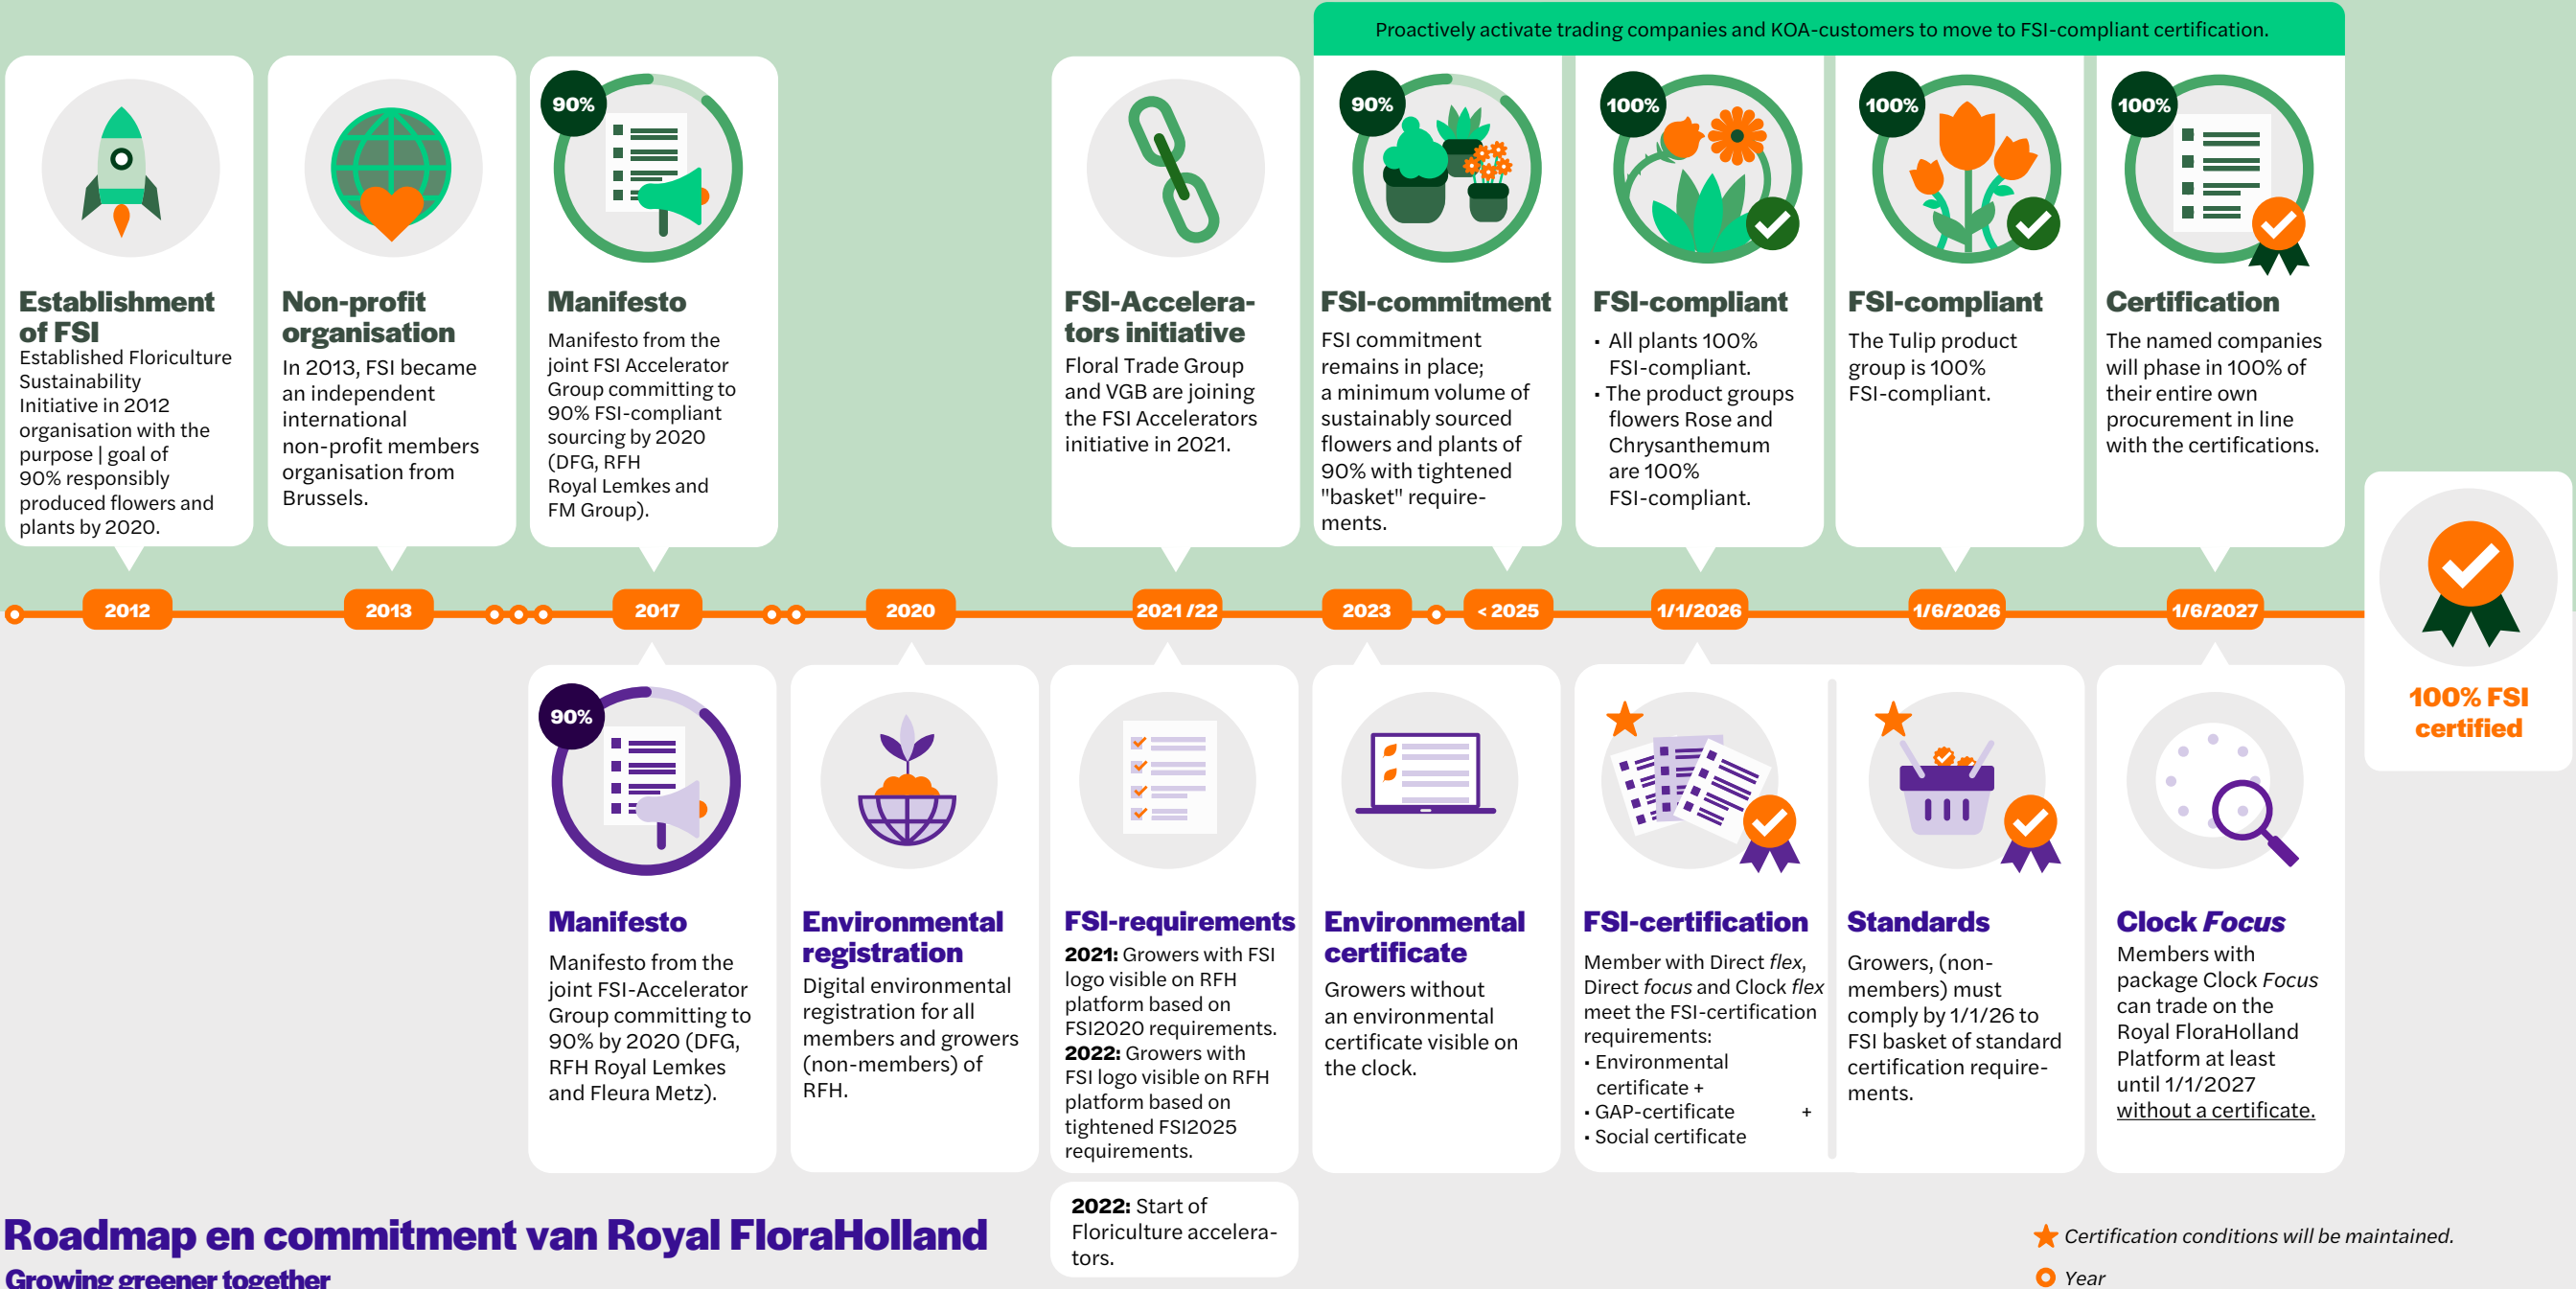 Proactively activate trading companies and KOA-customers to move to FSI-compliant certification.
Establishment
of FSI
Established Floriculture
Sustainability
Initiative in 2012
organisation with the
purpose | goal of
90% responsibly
produced flowers and
plants by 2020.
Non-profit
organisation
In 2013, FSI became
an independent
international
non-profit members
organisation from
Brussels.
90%
Manifesto
Manifesto from the
joint FSI Accelerator
Group committing to
90% FSI-compliant
sourcing by 2020
(DFG, RFH
Royal Lemkes and
FM Group).
FSI-Accelera-
tors initiative
Floral Trade Group
and VGB are joining
the FSI Accelerators
initiative in 2021.
90%
FSI-commitment
FSI commitment
remains in place;
a minimum volume of
sustainably sourced
flowers and plants of
90% with tightened
"basket" require-
ments.
100%
FSI-compliant
• All plants 100%
FSI-compliant.
• The product groups
flowers Rose and
Chrysanthemum
are 100%
FSI-compliant.
100%
FSI-compliant
The Tulip product
group is 100%
FSI-compliant.
100%
Certification
The named companies
will phase in 100% of
their entire own
procurement in line
with the certifications.
2012
2013
2017
2020
2021 /22
2023
< 2025
1/1/2026
1/6/2026
1/6/2027
100% FSI
certified
90%
Manifesto
Manifesto from the
joint FSI-Accelerator
Group committing to
90% by 2020 (DFG,
RFH Royal Lemkes
and Fleura Metz).
Environmental
registration
Digital environmental
registration for all
members and growers
(non-members) of
RFH.
FSI-requirements
2021: Growers with FSI
logo visible on RFH
platform based on
FSI2020 requirements.
2022: Growers with
FSI logo visible on RFH
platform based on
tightened FSI2025
requirements.
2022: Start of
Floriculture accelera-
tors.
Environmental
certificate
Growers without
an environmental
certificate visible on
the clock.
FSI-certification
Member with Direct flex,
Direct focus and Clock flex
meet the FSI-certification
requirements:
• Environmental
certificate +
• GAP-certificate +
• Social certificate
Standards
Growers, (non-
members) must
comply by 1/1/26 to
FSI basket of standard
certification require-
ments.
Clock Focus
Members with
package Clock Focus
can trade on the
Royal FloraHolland
Platform at least
until 1/1/2027
without a certificate.
Roadmap en commitment van Royal FloraHolland
Growing greener together
Certification conditions will be maintained.
Year